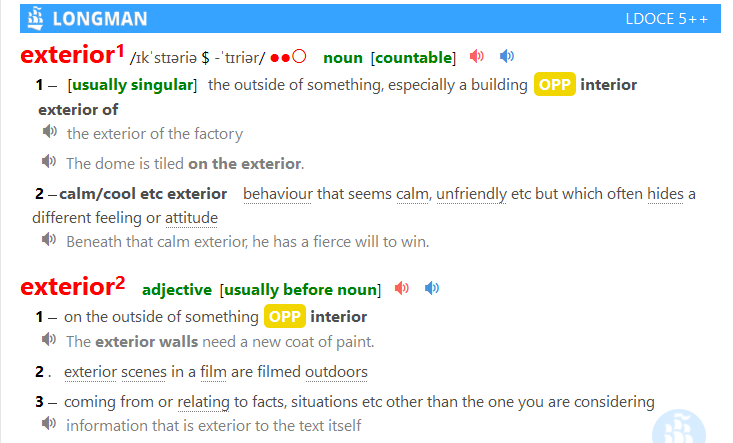 LONGMAN LDOCE 5++
exterior1 /ɪkˈstɪəriə $ -ˈtɪriər/ ●●○ noun [countable]
1 – [usually singular] the outside of something, especially a building OPP interior
exterior of
the exterior of the factory
The dome is tiled on the exterior.
2 – calm/cool etc exterior behaviour that seems calm, unfriendly etc but which often hides a
different feeling or attitude
Beneath that calm exterior, he has a fierce will to win.
exterior2 adjective [usually before noun]
1 – on the outside of something OPP interior
The exterior walls need a new coat of paint.
2 . exterior scenes in a film are filmed outdoors
3 – coming from or relating to facts, situations etc other than the one you are considering
information that is exterior to the text itself